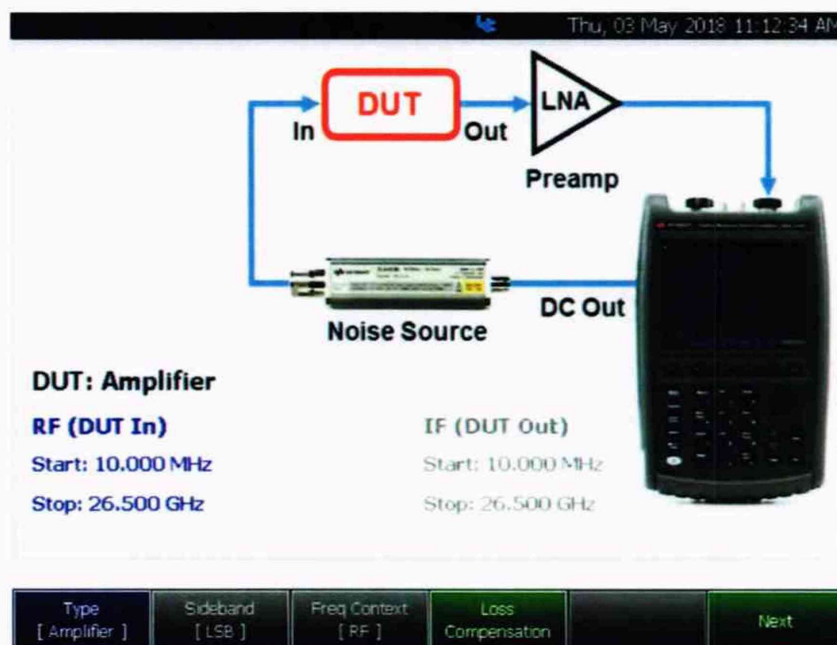 Thu, 03 May 2018 11:12:34 AM
DUT
LNA
In
Out
Preamp
DC Out
Noise Source
DUT: Amplifier
RF (DUT In)
IF (DUT Out)
Start: 10.000 MHz
Start: 10.000 MHz
Stop: 26.500 GHz
Stop: 26.500 GHz
Type
[ Amplifier ]
Sideband
[ LSB ]
Freq Context
[ RF ]
Loss
Compensation
Next